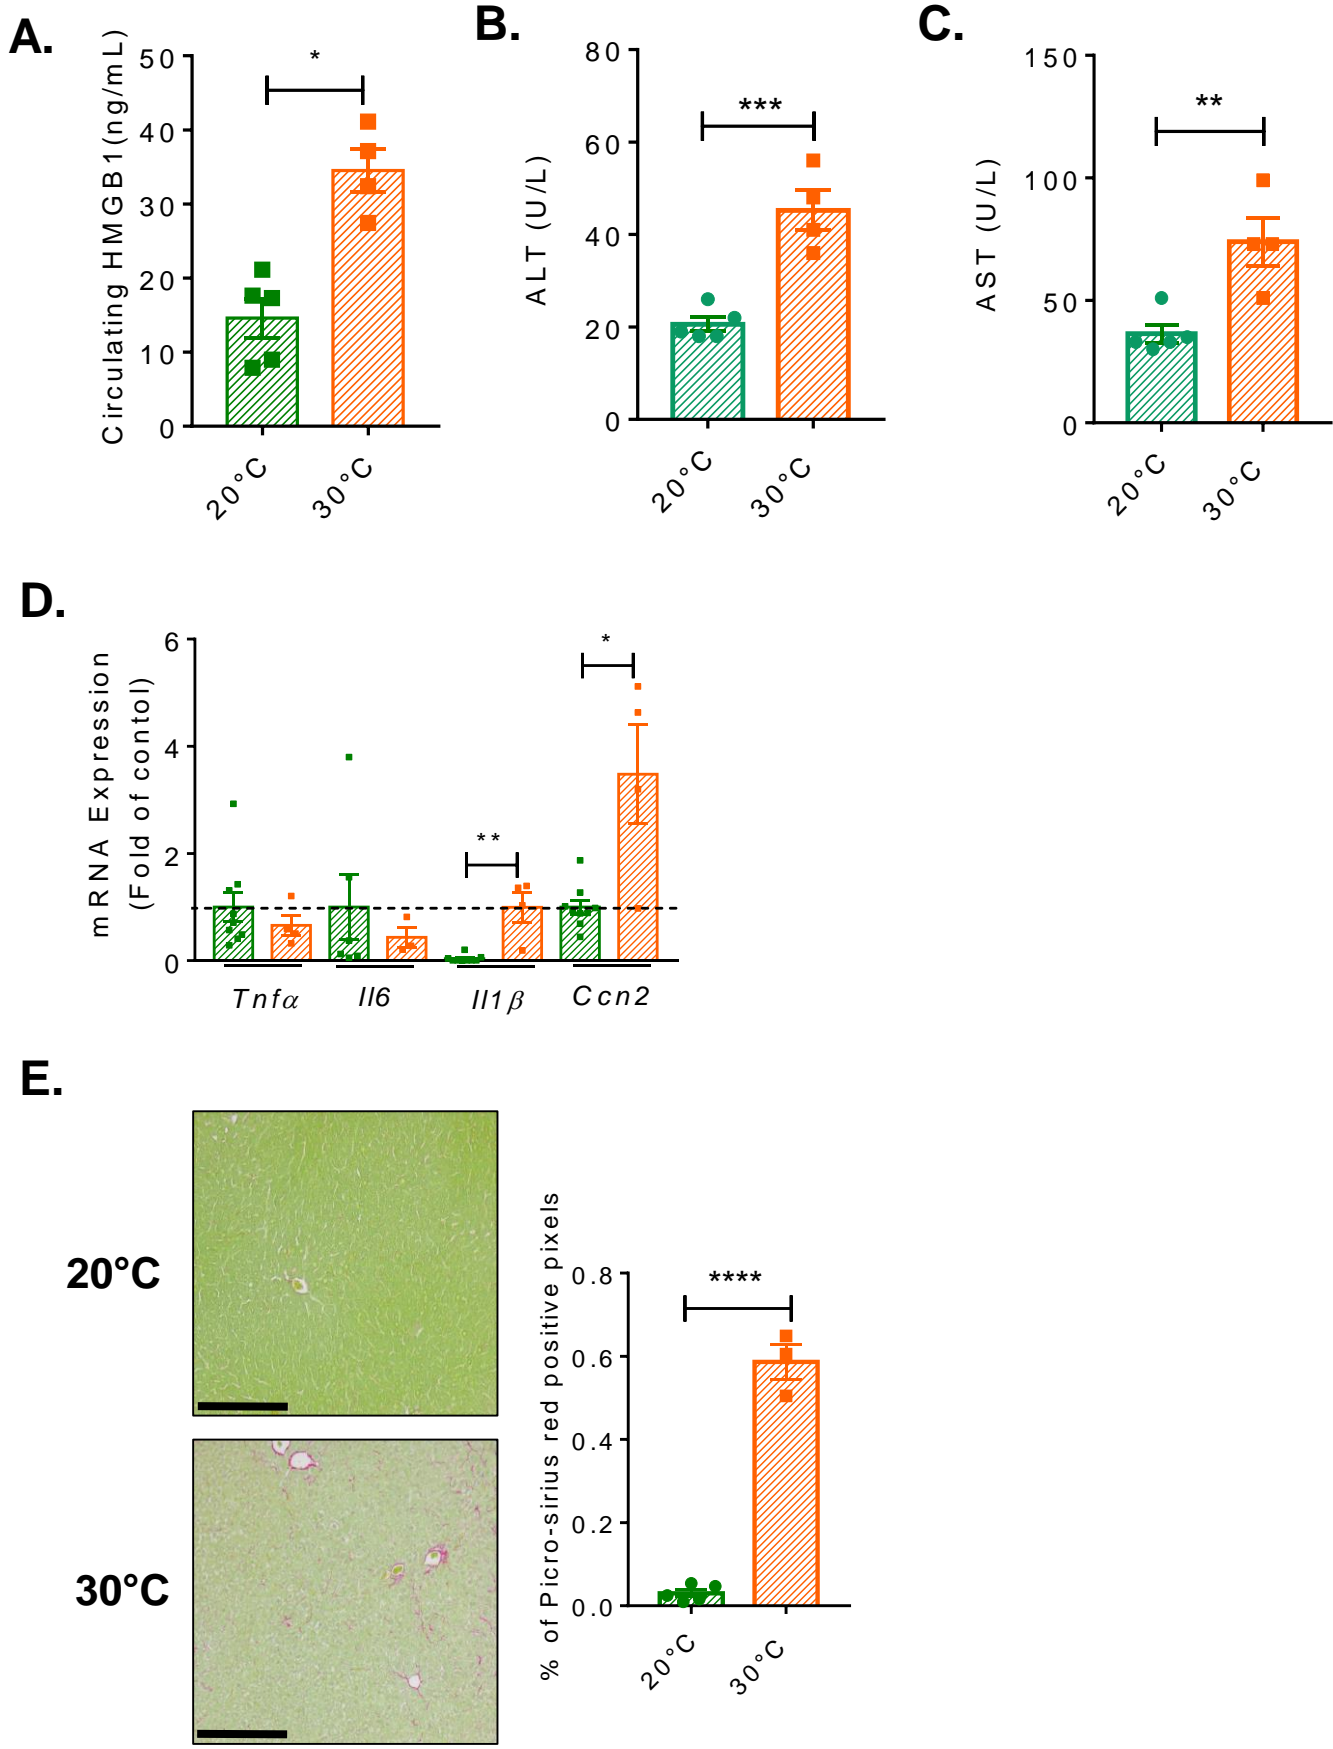 A.
Circulating HMGB1(ng/mL)
50
40
30
20
10
0
*
20°C
30°C
B.
ALT (U/L)
80
60
40
20
0
***
20°C
30°C
C.
AST (U/L)
150
100
50
0
**
20°C
30°C
D.
mRNA Expression
(Fold of contol)
6
4
2
0
**
*
Tnfα
Il6
Il1β
Ccn2
E.
20°C
30°C
% of Picro-sirius red positive pixels
0.8
0.6
0.4
0.2
0.0
****
20°C
30°C